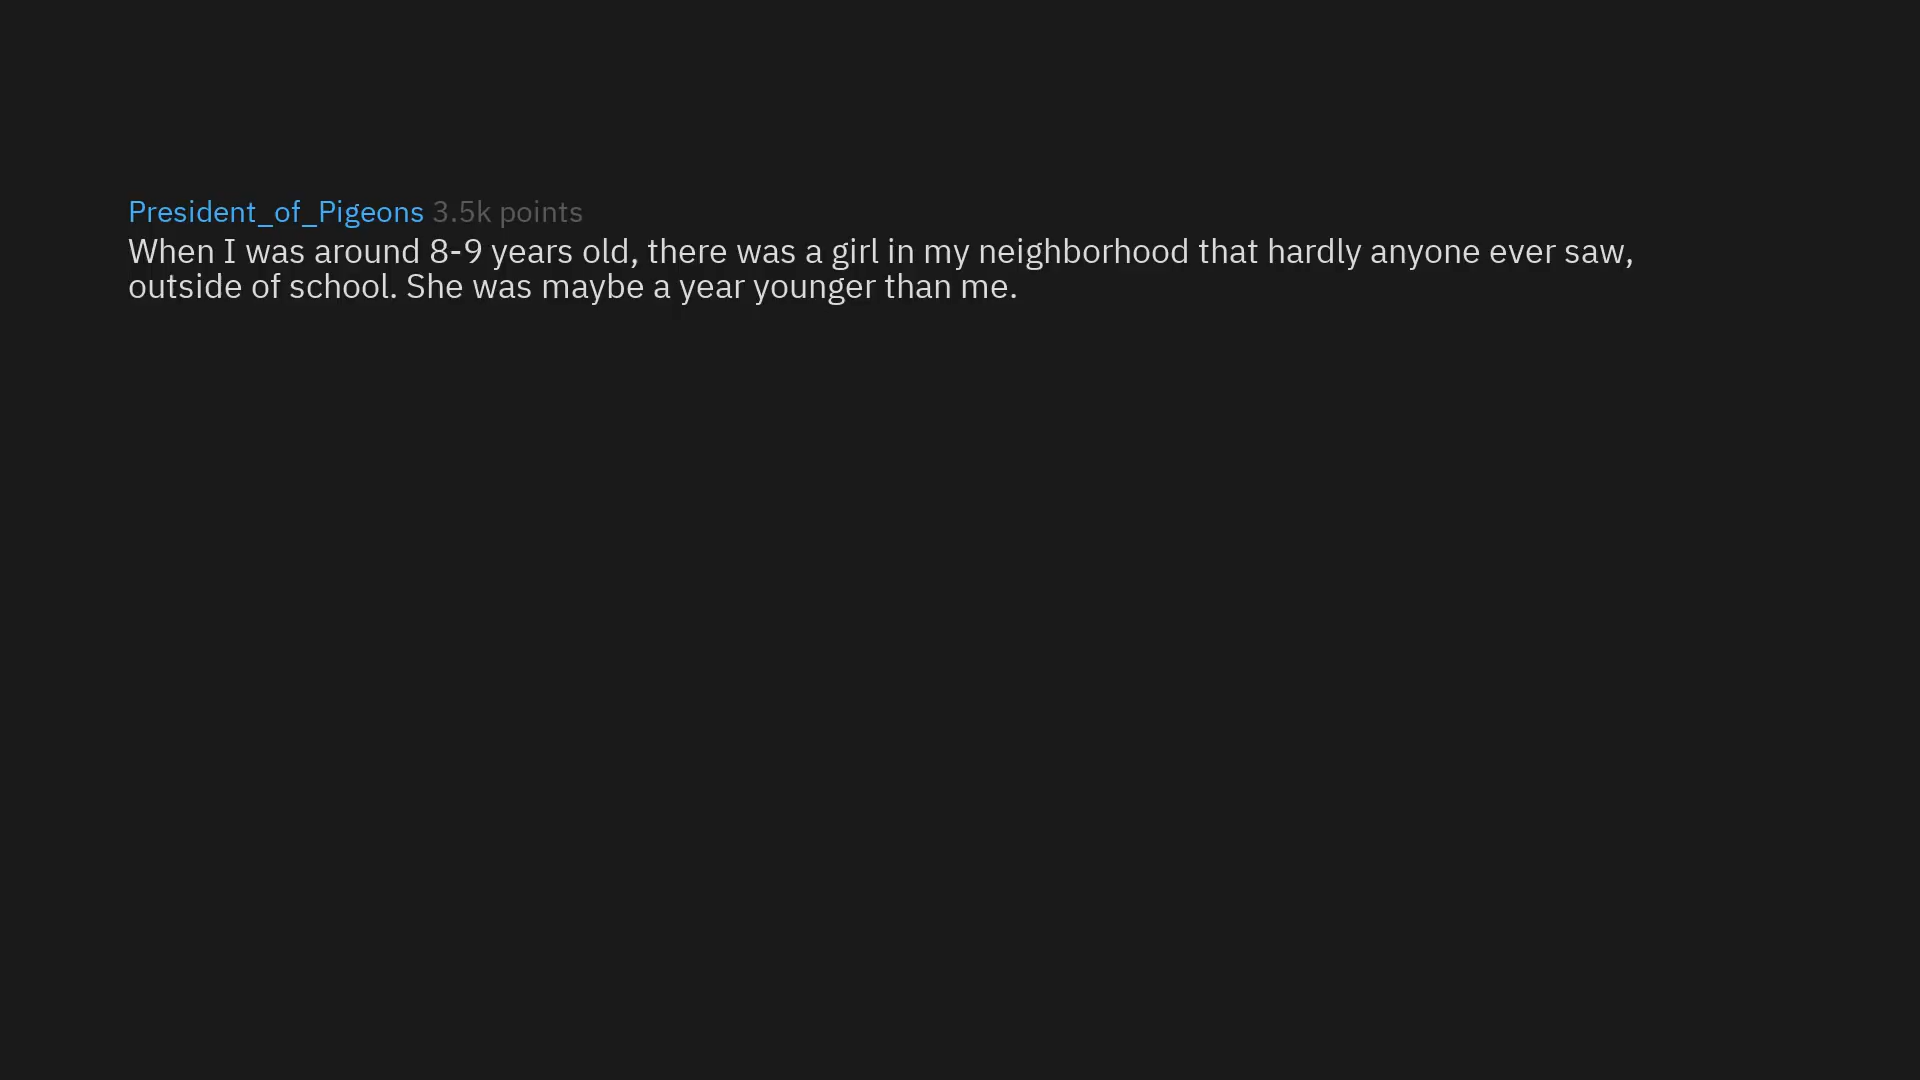 President_of_Pigeons 3.5k points
When I was around 8-9 years old, there was a girl in my neighborhood that hardly anyone ever saw,
outside of school. She was maybe a year younger than me.